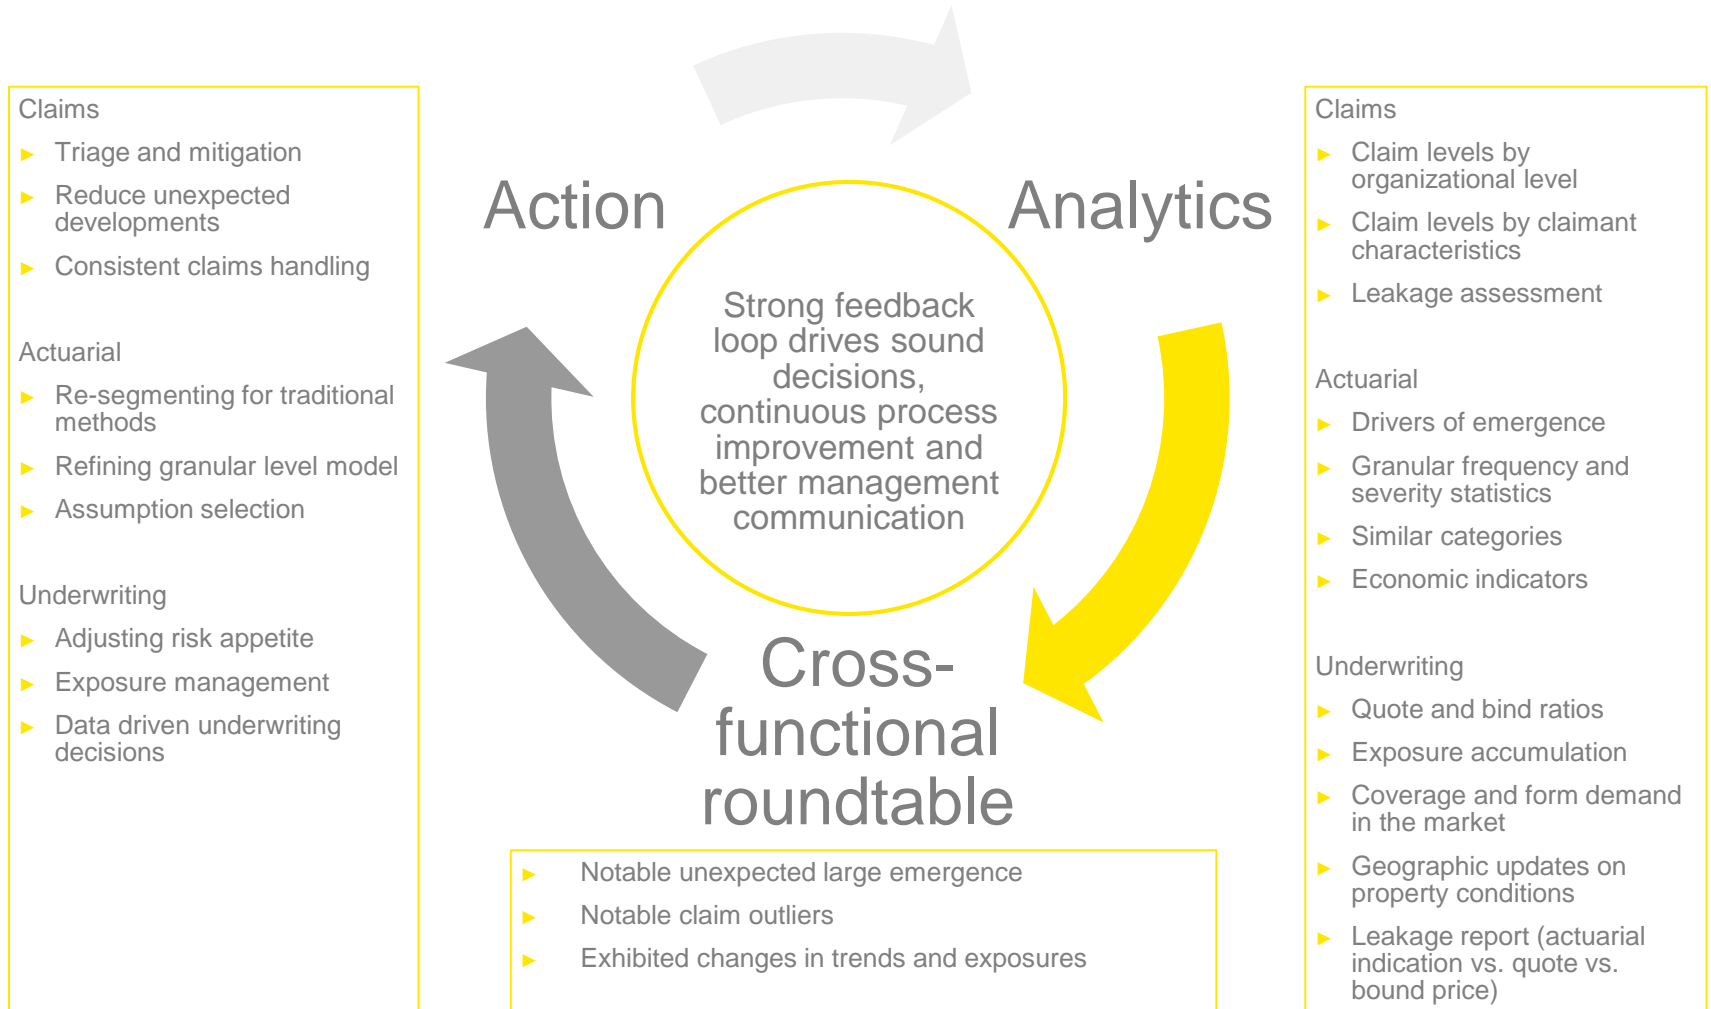 Claims
► Triage and mitigation
► Reduce unexpected
developments
► Consistent claims handling
Actuarial
► Re-segmenting for traditional
methods
► Refining granular level model
► Assumption selection
Underwriting
► Adjusting risk appetite
► Exposure management
► Data driven underwriting
decisions
Action
Analytics
Strong feedback
loop drives sound
decisions,
continuous process
improvement and
better management
communication
Cross-
functional
roundtable
► Notable unexpected large emergence
► Notable claim outliers
► Exhibited changes in trends and exposures
Claims
► Claim levels by
organizational level
► Claim levels by claimant
characteristics
► Leakage assessment
Actuarial
► Drivers of emergence
► Granular frequency and
severity statistics
► Similar categories
► Economic indicators
Underwriting
► Quote and bind ratios
► Exposure accumulation
► Coverage and form demand
in the market
► Geographic updates on
property conditions
► Leakage report (actuarial
indication vs. quote vs.
bound price)